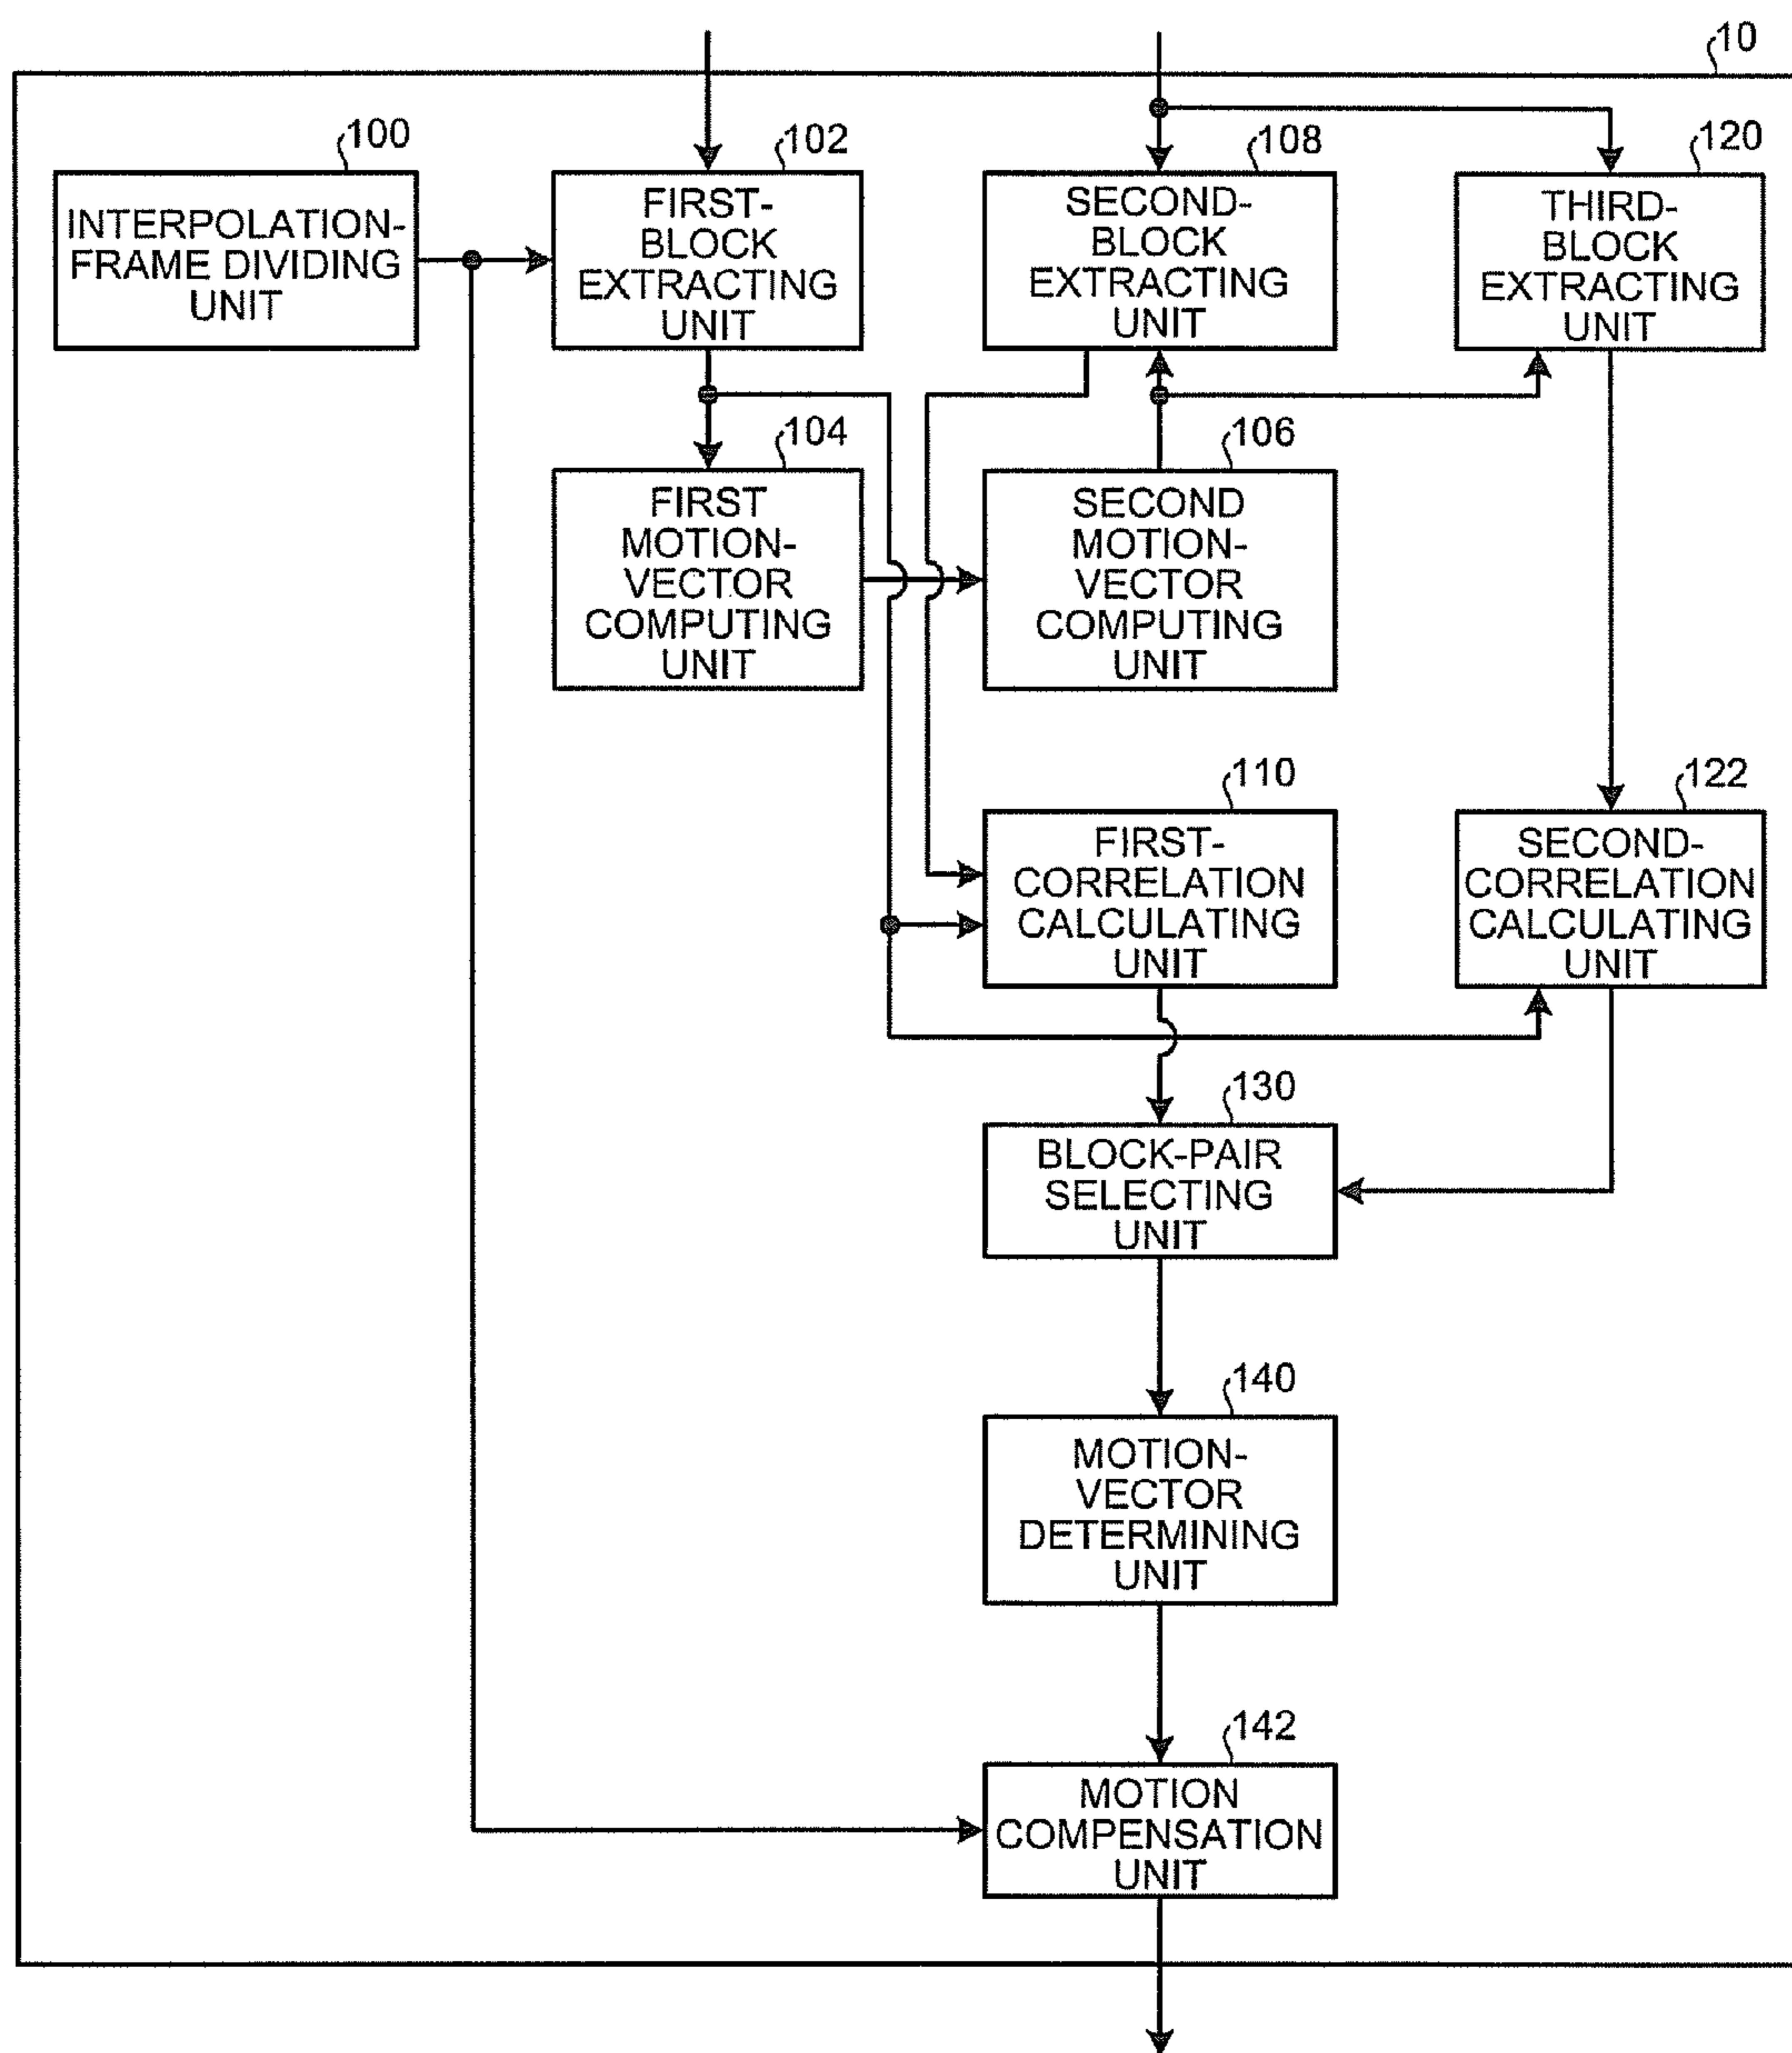 10
100
INTERPOLATION-
FRAME DIVIDING
UNIT
102
FIRST-
BLOCK
EXTRACTING
UNIT
108
SECOND-
BLOCK
EXTRACTING
UNIT
120
THIRD-
BLOCK
EXTRACTING
UNIT
104
FIRST
MOTION-
VECTOR
COMPUTING
UNIT
106
SECOND
MOTION-
VECTOR
COMPUTING
UNIT
110
FIRST-
CORRELATION
CALCULATING
UNIT
122
SECOND-
CORRELATION
CALCULATING
UNIT
130
BLOCK-PAIR
SELECTING
UNIT
140
MOTION-
VECTOR
DETERMINING
UNIT
142
MOTION
COMPENSATION
UNIT